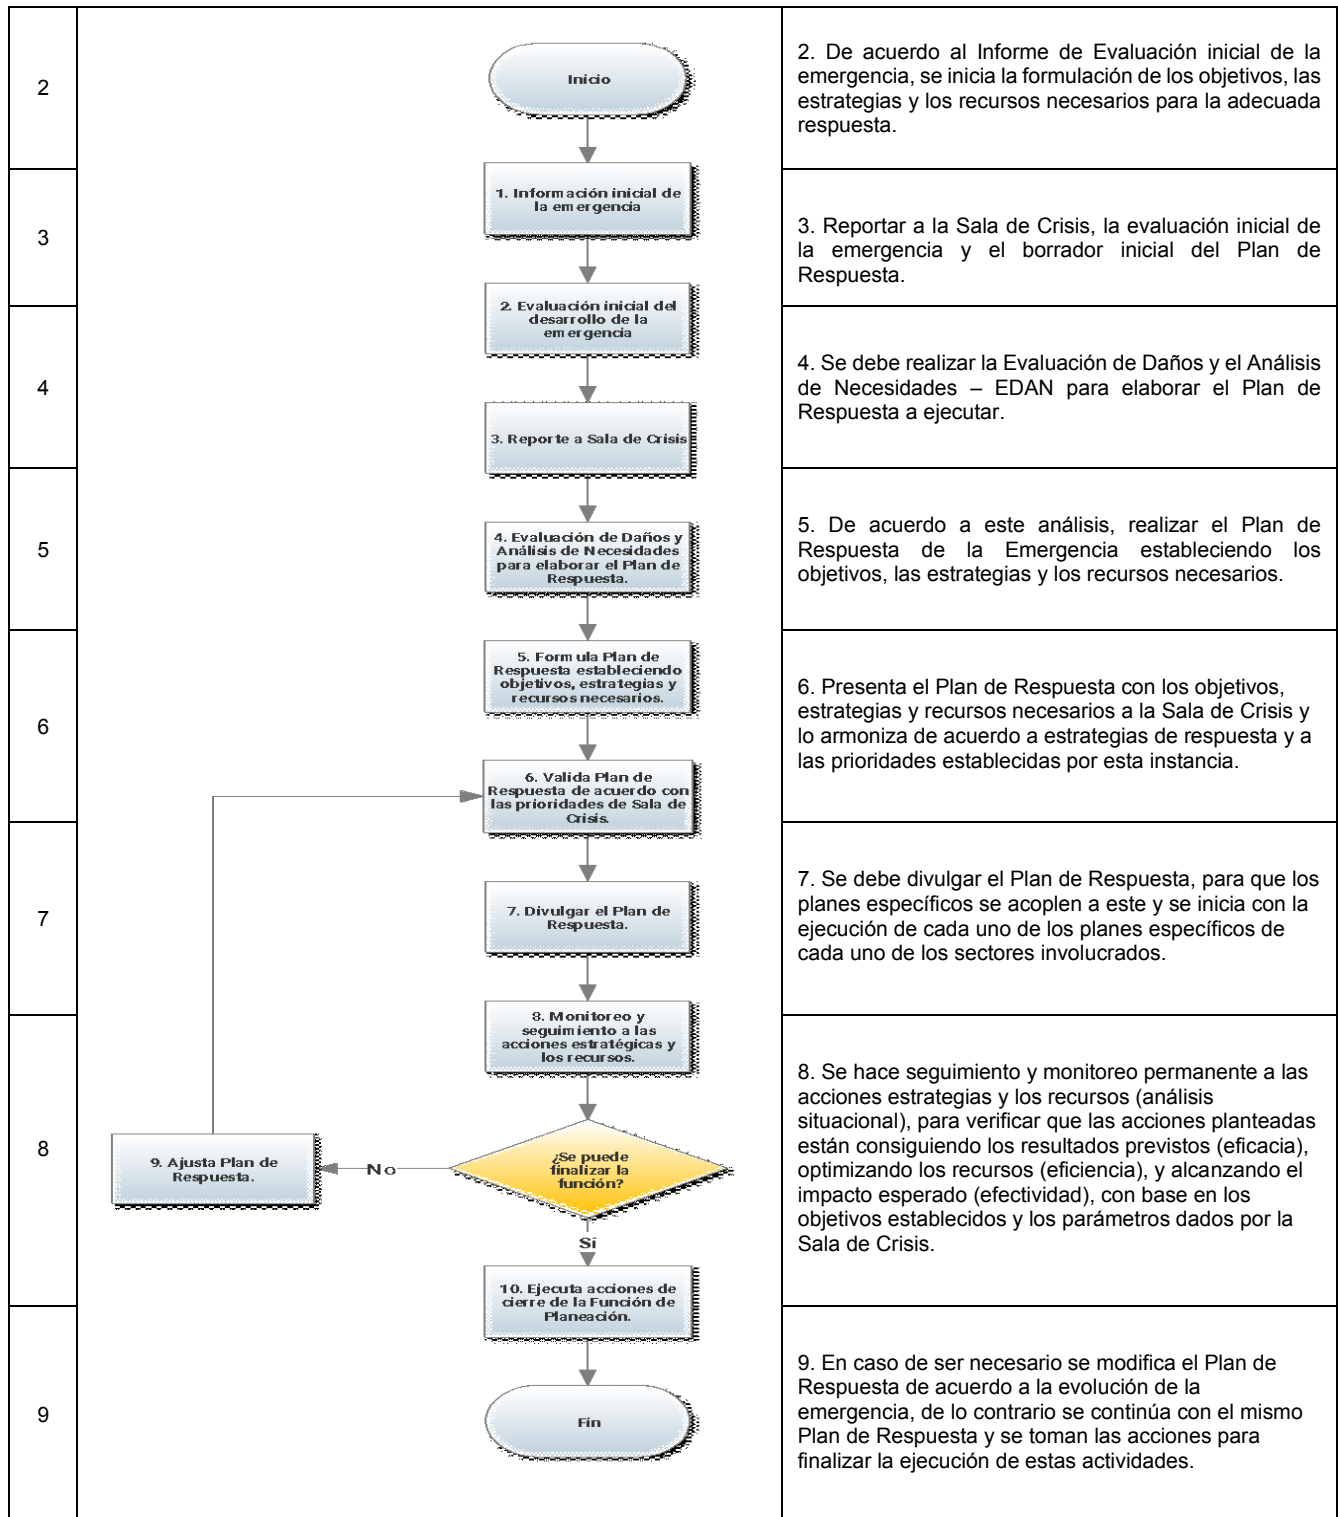 2
Inicio
2. De acuerdo al Informe de Evaluación inicial de la
emergencia, se inicia la formulación de los objetivos, las
estrategias y los recursos necesarios para la adecuada
respuesta.
1. Información inicial de
la emergencia
3
3. Reportar a la Sala de Crisis, la evaluación inicial de
la emergencia y el borrador inicial del Plan de
Respuesta.
2. Evaluación inicial del
desarrollo de la
emergencia
4
4. Se debe realizar la Evaluación de Daños y el Análisis
de Necesidades – EDAN para elaborar el Plan de
Respuesta a ejecutar.
3. Reporte a Sala de Crisis
5
4. Evaluación de Daños y
Análisis de Necesidades
para elaborar el Plan de
Respuesta.
5. De acuerdo a este análisis, realizar el Plan de
Respuesta de la Emergencia estableciendo los
objetivos, las estrategias y los recursos necesarios.
5. Formula Plan de
Respuesta estableciendo
objetivos, estrategias y
recursos necesarios.
6
6. Presenta el Plan de Respuesta con los objetivos,
estrategias y recursos necesarios a la Sala de Crisis y
lo armoniza de acuerdo a estrategias de respuesta y a
las prioridades establecidas por esta instancia.
6. Valida Plan de
Respuesta de acuerdo con
las prioridades de Sala de
Crisis.
7
7. Divulgar el Plan de
Respuesta.
7. Se debe divulgar el Plan de Respuesta, para que los
planes específicos se acoplen a este y se inicia con la
ejecución de cada uno de los planes específicos de
cada uno de los sectores involucrados.
8. Monitoreo y
seguimiento a las
acciones estratégicas y
los recursos.
8
9. Ajusta Plan de
Respuesta.
No
¿Se puede
finalizar la
función?
Sí
8. Se hace seguimiento y monitoreo permanente a las
acciones estrategias y los recursos (análisis
situacional), para verificar que las acciones planteadas
están consiguiendo los resultados previstos (eficacia),
optimizando los recursos (eficiencia), y alcanzando el
impacto esperado (efectividad), con base en los
objetivos establecidos y los parámetros dados por la
Sala de Crisis.
10. Ejecuta acciones de
cierre de la Función de
Planeación.
9
Fin
9. En caso de ser necesario se modifica el Plan de
Respuesta de acuerdo a la evolución de la
emergencia, de lo contrario se continúa con el mismo
Plan de Respuesta y se toman las acciones para
finalizar la ejecución de estas actividades.